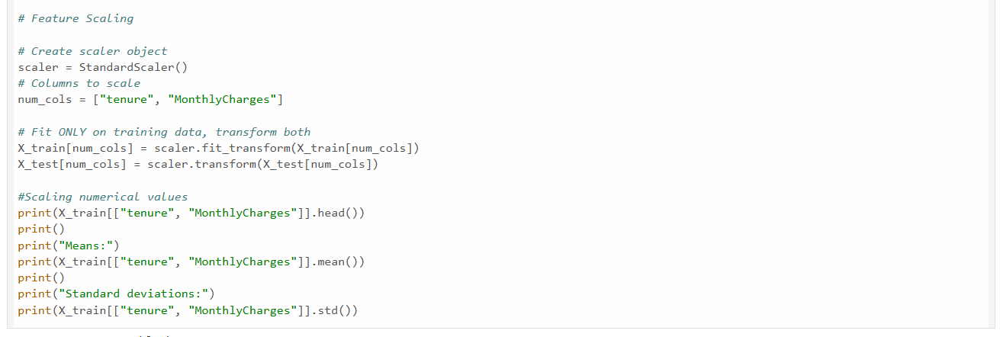 # Feature Scaling
# Create scaler object
scaler = StandardScaler()
# Columns to scale
num_cols = ["tenure", "MonthlyCharges"]
# Fit ONLY on training data, transform both
X_train[num_cols] = scaler.fit_transform(X_train[num_cols])
X_test[num_cols] = scaler.transform(X_test[num_cols])
#Scaling numerical values
print(X_train[["tenure", "MonthlyCharges"]].head())
print()
print("Means:")
print(X_train[["tenure", "MonthlyCharges"]].mean())
print()
print("Standard deviations:")
print(X_train[["tenure", "MonthlyCharges"]].std())